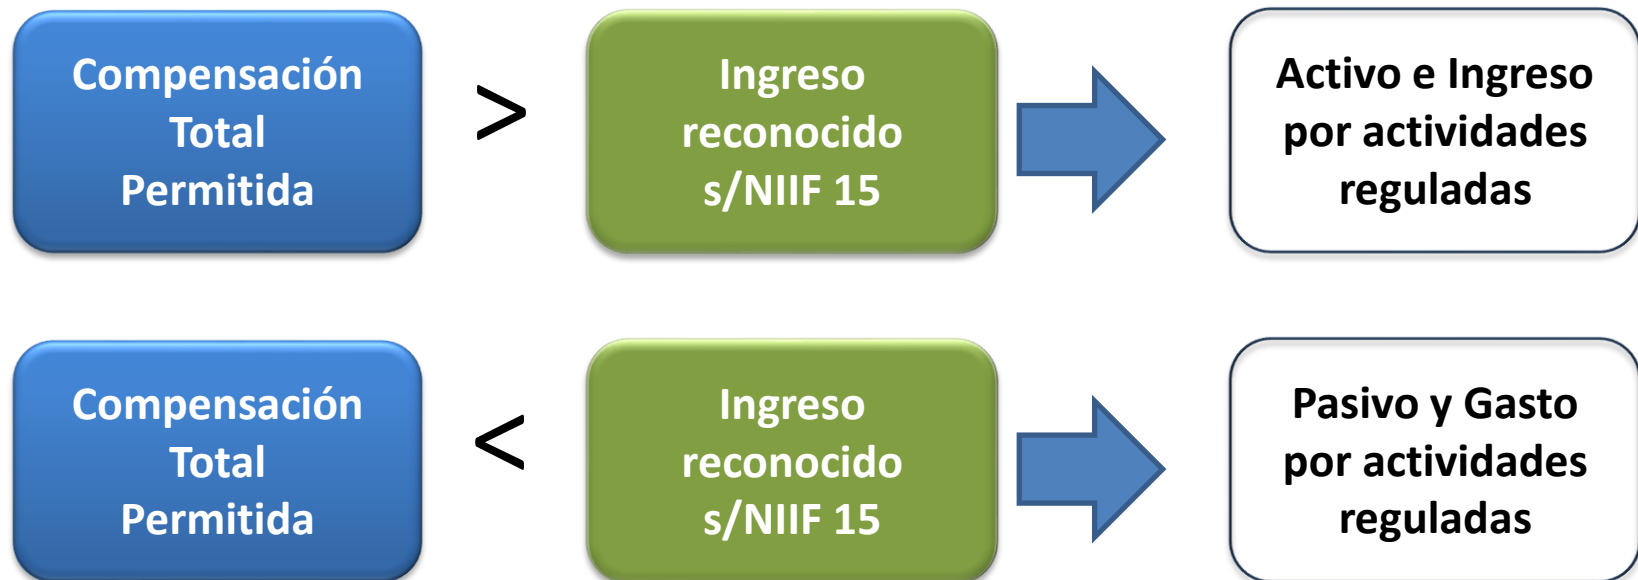 Compensación
Total
Permitida
>
Ingreso
reconocido
s/NIIF 15
Activo e Ingreso
por actividades
reguladas
Compensación
Total
Permitida
<
Ingreso
reconocido
s/NIIF 15
Pasivo y Gasto
por actividades
reguladas